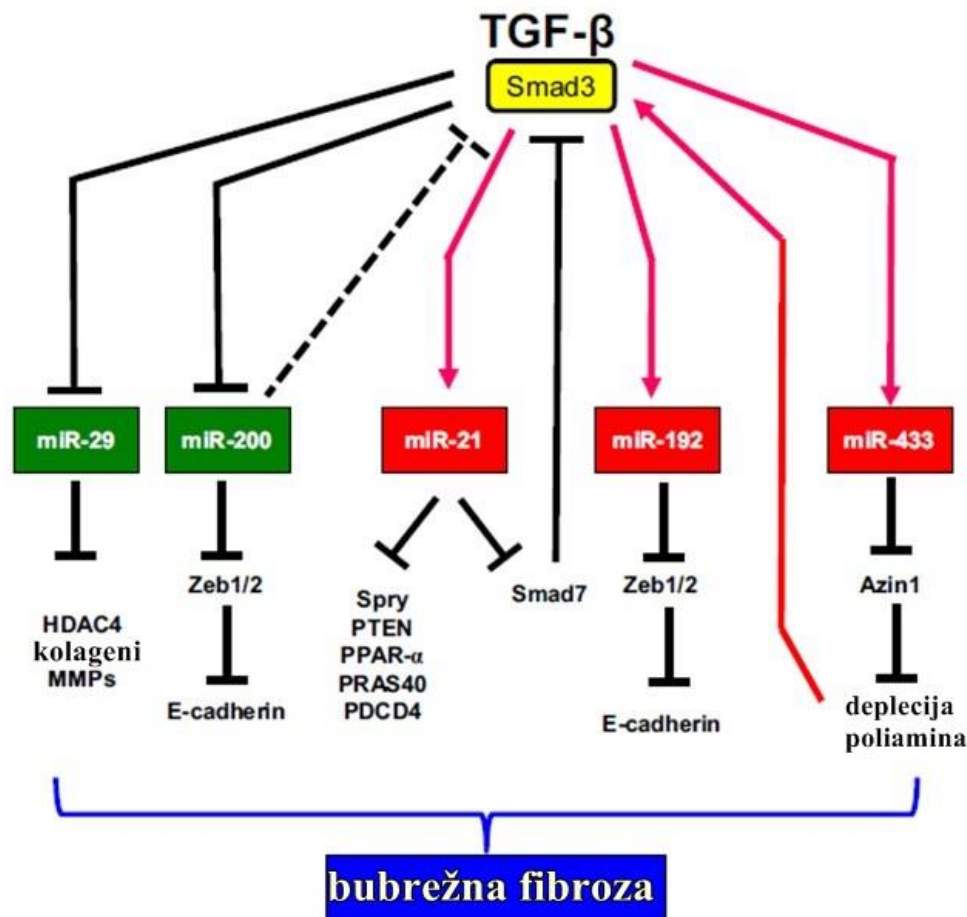 TGF-β
Smad3
miR-29
miR-200
miR-21
miR-192
miR-433
HDAC4
kolageni
MMPs
Zeb1/2
E-cadherin
Spry
PTEN
PPAR-α
PRAS40
PDCD4
Smad7
Zeb1/2
E-cadherin
Azin1
deplecija
poliamina
bubrežna fibroza